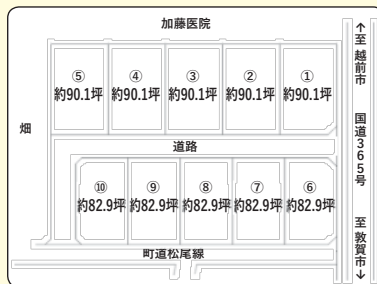 加藤医院
⑤
④
③
②
①
約90.1坪
約90.1坪
約90.1坪
約90.1坪
約90.1坪
畑
道路
⑩
⑨
⑧
⑦
⑥
約82.9坪
約82.9坪
約82.9坪
約82.9坪
約82.9坪
町道松尾線
↑至 越前市
国道365号
至 敦賀市↓